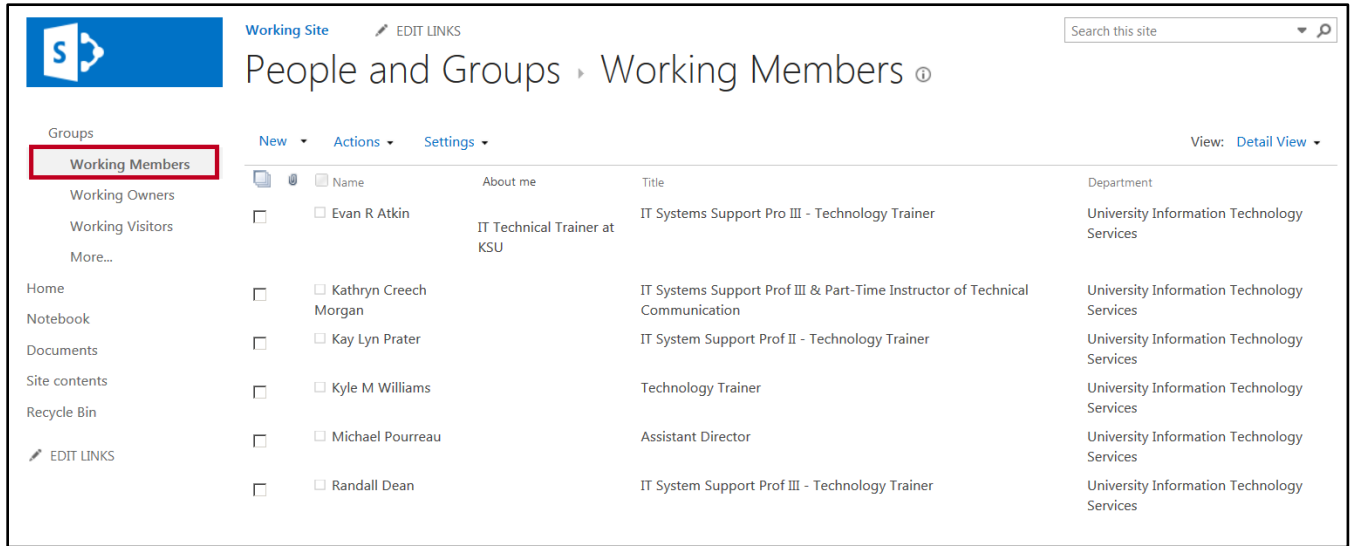 S
Working Site EDIT LINKS
Search this site
People and Groups Working Members
Groups
Working Members
Working Owners
Working Visitors
More...
Home
Notebook
Documents
Site contents
Recycle Bin
EDIT LINKS
New Actions Settings
View: Detail View
Name About me Title Department
Evan R Atkin
IT Technical Trainer at
KSU
IT Systems Support Pro III - Technology Trainer
University Information Technology
Services
Kathryn Creech
Morgan
IT Systems Support Prof III & Part-Time Instructor of Technical
Communication
University Information Technology
Services
Kay Lyn Prater
IT System Support Prof II - Technology Trainer
University Information Technology
Services
Kyle M Williams
Technology Trainer
University Information Technology
Services
Michael Pourreau
Assistant Director
University Information Technology
Services
Randall Dean
IT System Support Prof III - Technology Trainer
University Information Technology
Services